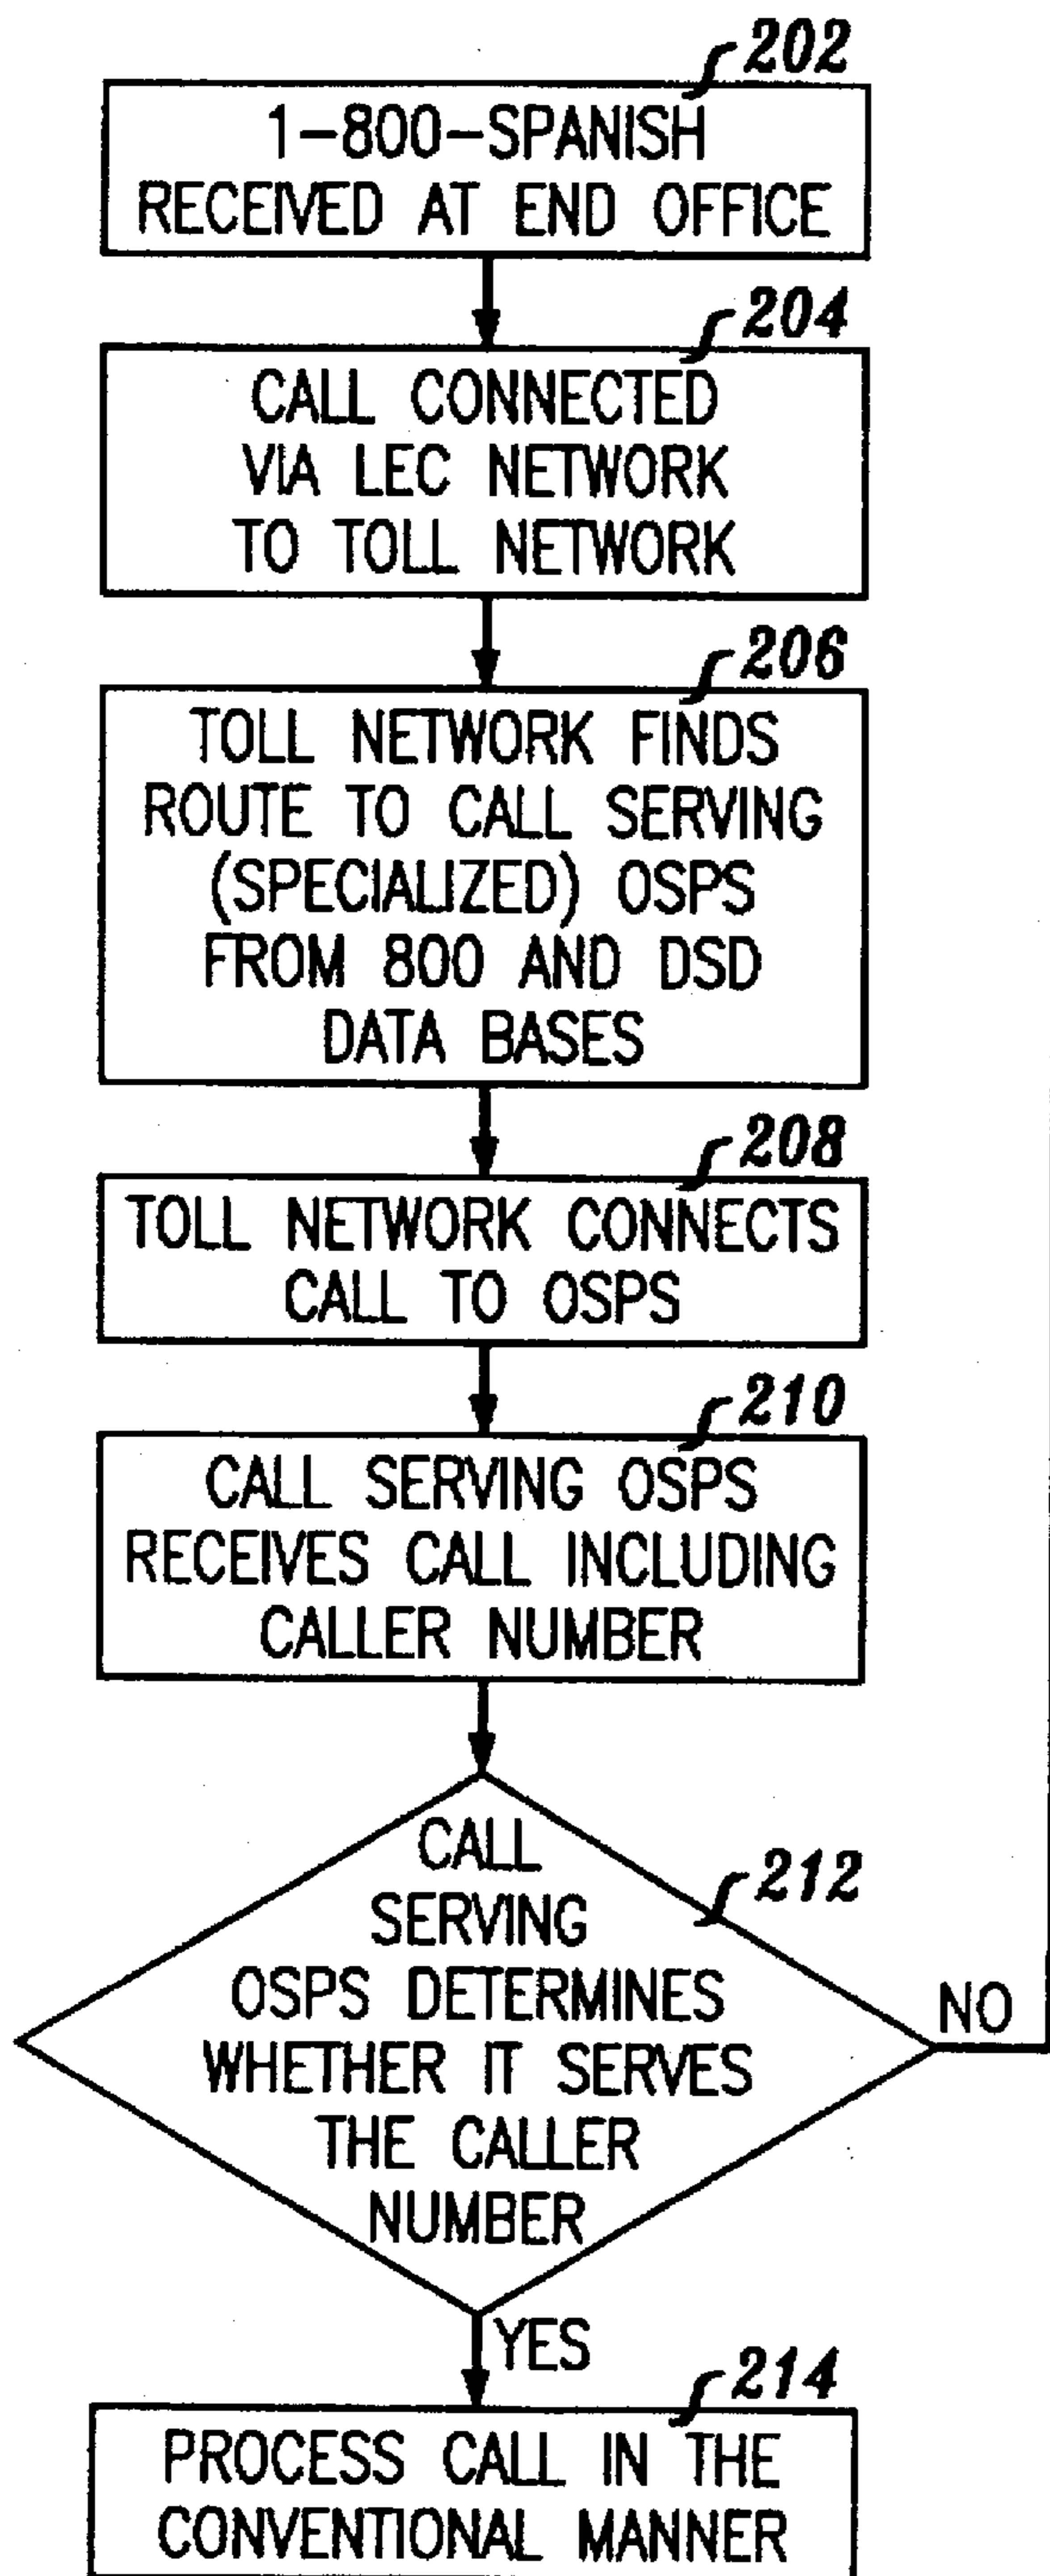 202
1-800-SPANISH
RECEIVED AT END OFFICE
204
CALL CONNECTED
VIA LEC NETWORK
TO TOLL NETWORK
206
TOLL NETWORK FINDS
ROUTE TO CALL SERVING
(SPECIALIZED) OSPS
FROM 800 AND DSD
DATA BASES
208
TOLL NETWORK CONNECTS
CALL TO OSPS
210
CALL SERVING OSPS
RECEIVES CALL INCLUDING
CALLER NUMBER
212
CALL
SERVING
OSPS DETERMINES
WHETHER IT SERVES
THE CALLER
NUMBER
NO
YES
214
PROCESS CALL IN THE
CONVENTIONAL MANNER